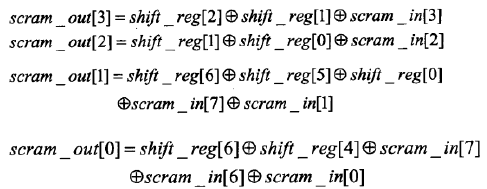 scram_out[3]=shift_reg[2]⊕shift_reg[1]⊕scram_in[3]
scram_out[2]=shift_reg[1]⊕shift_reg[0]⊕scram_in[2]
scram_out[1]=shift_reg[6]⊕shift_reg[5]⊕shift_reg[0]
⊕scram_in[7]⊕scram_in[1]
scram_out[0]=shift_reg[6]⊕shift_reg[4]⊕scram_in[7]
⊕scram_in[6]⊕scram_in[0]